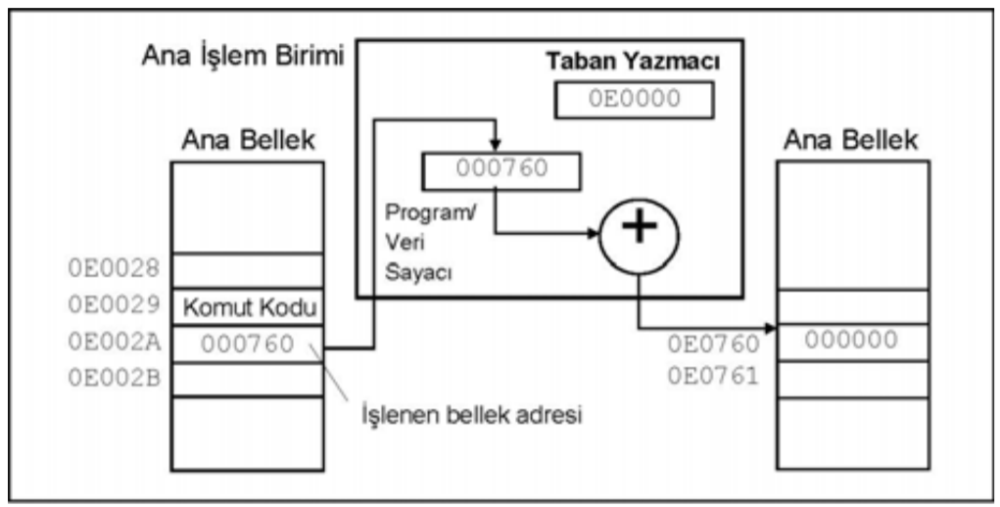 Ana İşlem Birimi
Taban Yazmacı
0E0000
Ana Bellek
000760
Program/
Veri
Sayacı
+
Ana Bellek
0E0028
0E0029
Komut Kodu
0E002A
000760
0E002B
İşlenen bellek adresi
0E0760
000000
0E0761